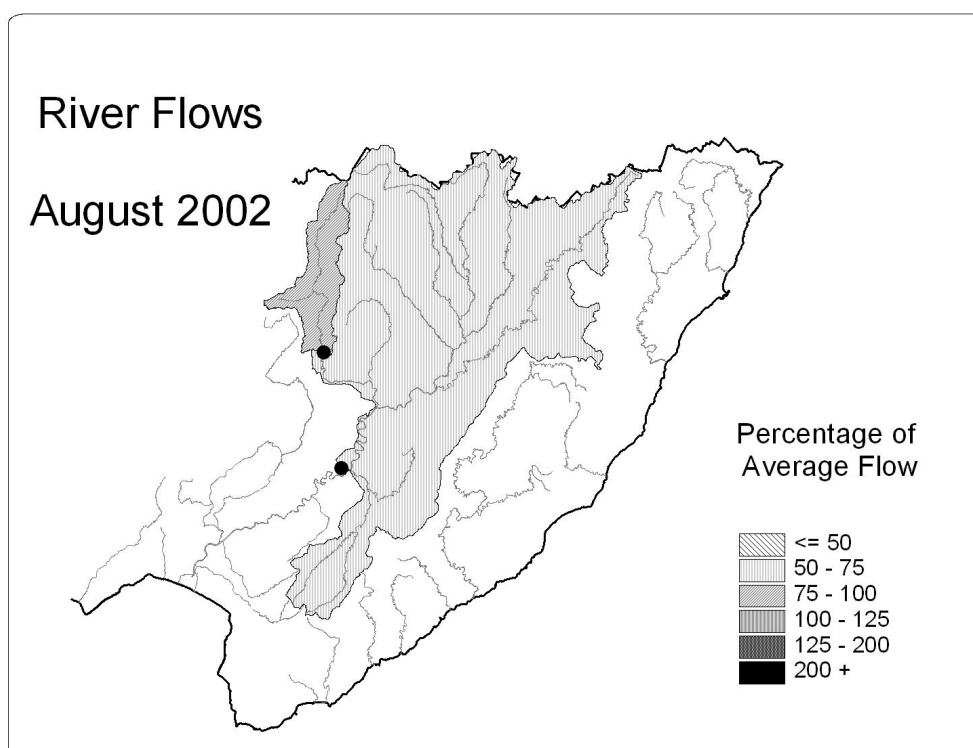 River Flows
August 2002
Percentage of
Average Flow
<= 50
50 - 75
75 - 100
100 - 125
125 - 200
200 +